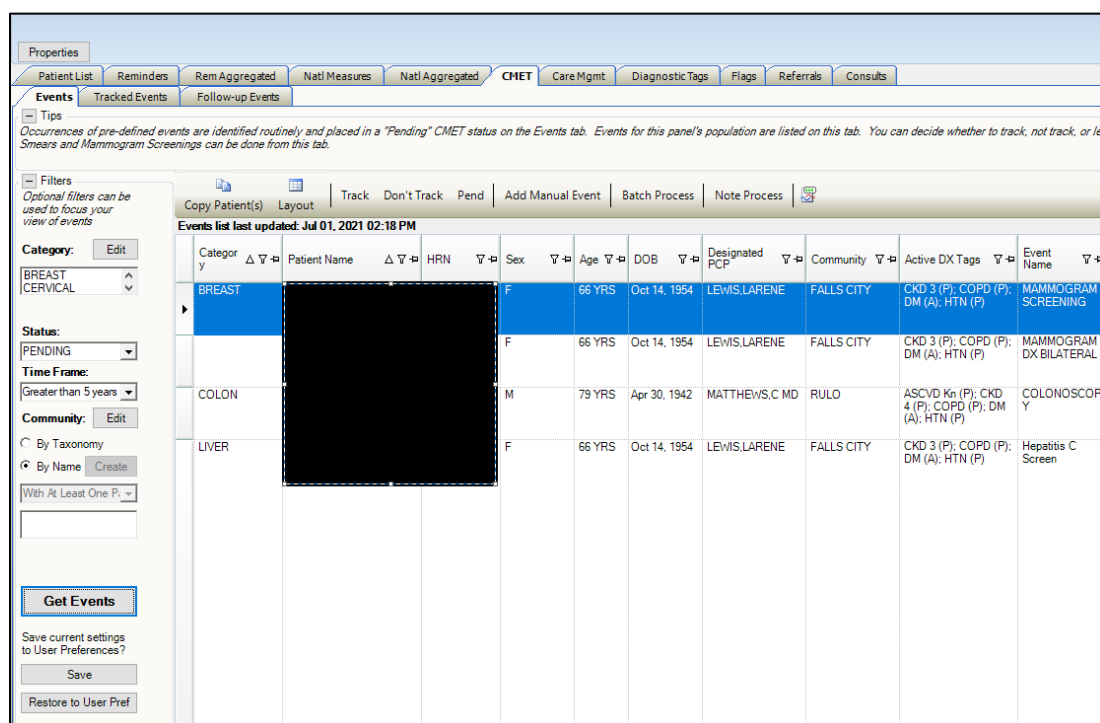 Properties
Patient List Reminders Rem Aggregated Natl Measures Natl Aggregated CMET Care Mgmt Diagnostic Tags Flags Referrals Consults
Events Tracked Events Follow-up Events
Tips
Occurrences of pre-defined events are identified routinely and placed in a "Pending" CMET status on the Events tab. Events for this panel's population are listed on this tab. You can decide whether to track, not track, or le
Smears and Mammogram Screenings can be done from this tab.
Filters
Optional filters can be
used to focus your
view of events
Category: Edit
BREAST
CERVICAL
Status:
PENDING
Time Frame:
Greater than 5 years
Community: Edit
By Taxonomy
By Name Create
With At Least One P
Get Events
Save current settings
to User Preferences?
Save
Restore to User Pref
Copy Patient(s) Layout Track Don't Track Pend Add Manual Event Batch Process Note Process
Events list last updated: Jul 01, 2021 02:18 PM
Categor
y Patient Name HRN Sex Age DOB Designated
PCP Community Active DX Tags Event
Name
BREAST F 66 YRS Oct 14, 1954 LEWIS,LARENE FALLS CITY CKD 3 (P); COPD (P);
DM (A); HTN (P) MAMMOGRAM
SCREENING
F 66 YRS Oct 14, 1954 LEWIS,LARENE FALLS CITY CKD 3 (P); COPD (P);
DM (A); HTN (P) MAMMOGRAM
DX BILATERAL
COLON M 79 YRS Apr 30, 1942 MATTHEWS,C MD RULO ASCVD Kn (P); CKD
4 (P); COPD (P); DM
(A); HTN (P) COLONOSCOP
Y
LIVER F 66 YRS Oct 14, 1954 LEWIS,LARENE FALLS CITY CKD 3 (P); COPD (P);
DM (A); HTN (P) Hepatitis C
Screen